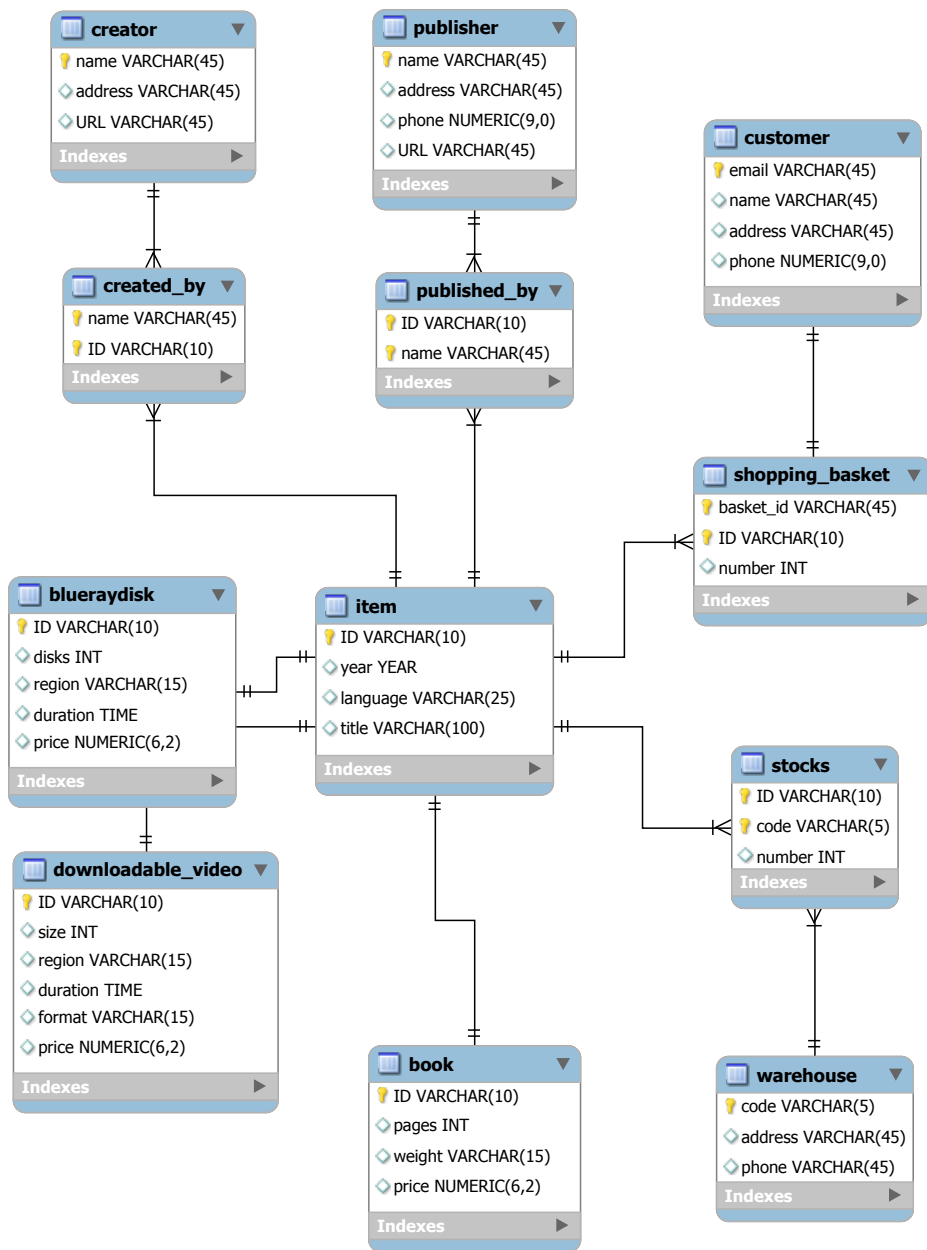 creator
name VARCHAR(45)
address VARCHAR(45)
URL VARCHAR(45)
Indexes
publisher
name VARCHAR(45)
address VARCHAR(45)
phone NUMERIC(9,0)
URL VARCHAR(45)
Indexes
customer
email VARCHAR(45)
name VARCHAR(45)
address VARCHAR(45)
phone NUMERIC(9,0)
Indexes
created_by
name VARCHAR(45)
ID VARCHAR(10)
Indexes
published_by
ID VARCHAR(10)
name VARCHAR(45)
Indexes
shopping_basket
basket_id VARCHAR(45)
ID VARCHAR(10)
number INT
Indexes
blueraydisk
ID VARCHAR(10)
disks INT
region VARCHAR(15)
duration TIME
price NUMERIC(6,2)
Indexes
item
ID VARCHAR(10)
year YEAR
language VARCHAR(25)
title VARCHAR(100)
Indexes
stocks
ID VARCHAR(10)
code VARCHAR(5)
number INT
Indexes
downloadable_video
ID VARCHAR(10)
size INT
region VARCHAR(15)
duration TIME
format VARCHAR(15)
price NUMERIC(6,2)
Indexes
book
ID VARCHAR(10)
pages INT
weight VARCHAR(15)
price NUMERIC(6,2)
Indexes
warehouse
code VARCHAR(5)
address VARCHAR(45)
phone VARCHAR(45)
Indexes